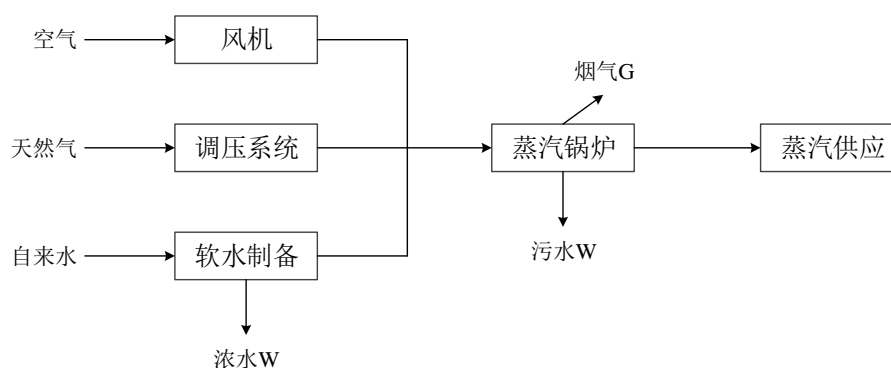 空气
风机
烟气G
天然气
调压系统
蒸汽锅炉
蒸汽供应
污水W
自来水
软水制备
浓水W